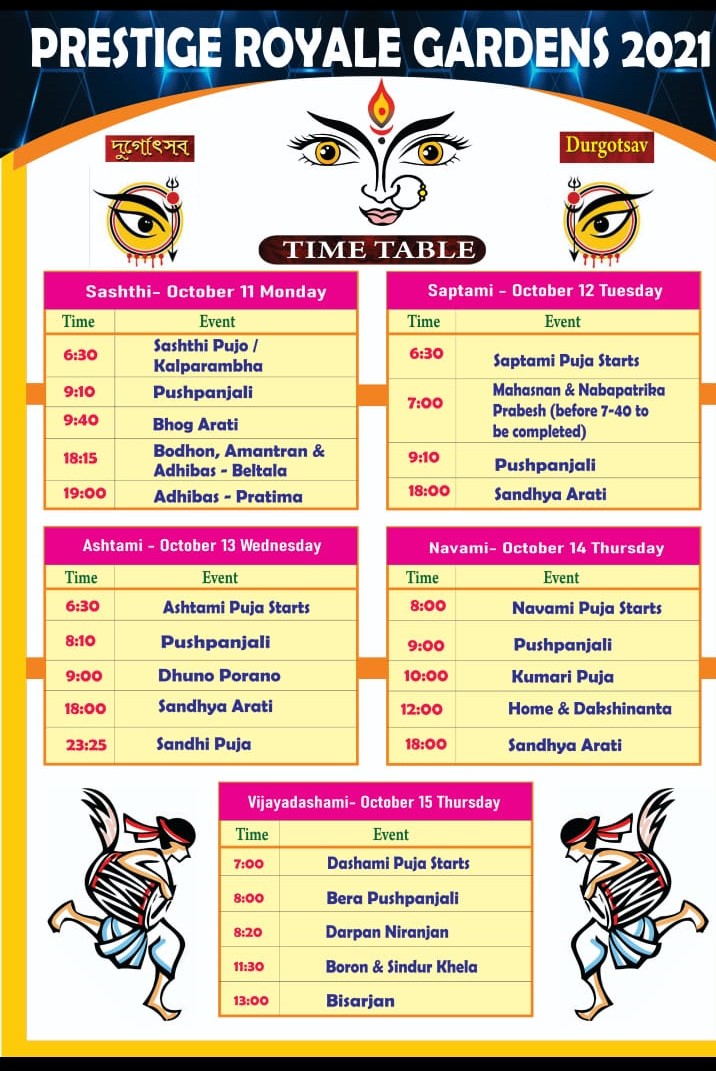 PRESTIGE ROYALE GARDENS 2021
দুর্গোৎসব
Durgotsav
TIME TABLE
Sashthi- October 11 Monday
Time Event
6:30 Sashthi Pujo /
Kalparambha
9:10 Pushpanjali
9:40 Bhog Arati
18:15 Bodhon, Amantran &
Adhibas - Beltala
19:00 Adhibas - Pratima
Saptami - October 12 Tuesday
Time Event
6:30 Saptami Puja Starts
7:00 Mahasnan & Nabapatrika
Prabesh (before 7-40 to
be completed)
9:10 Pushpanjali
18:00 Sandhya Arati
Ashtami - October 13 Wednesday
Time Event
6:30 Ashtami Puja Starts
8:10 Pushpanjali
9:00 Dhuno Porano
18:00 Sandhya Arati
23:25 Sandhi Puja
Navami- October 14 Thursday
Time Event
8:00 Navami Puja Starts
9:00 Pushpanjali
10:00 Kumari Puja
12:00 Home & Dakshinanta
18:00 Sandhya Arati
Vijayadashami- October 15 Thursday
Time Event
7:00 Dashami Puja Starts
8:00 Bera Pushpanjali
8:20 Darpan Niranjan
11:30 Boron & Sindur Khela
13:00 Bisarjan